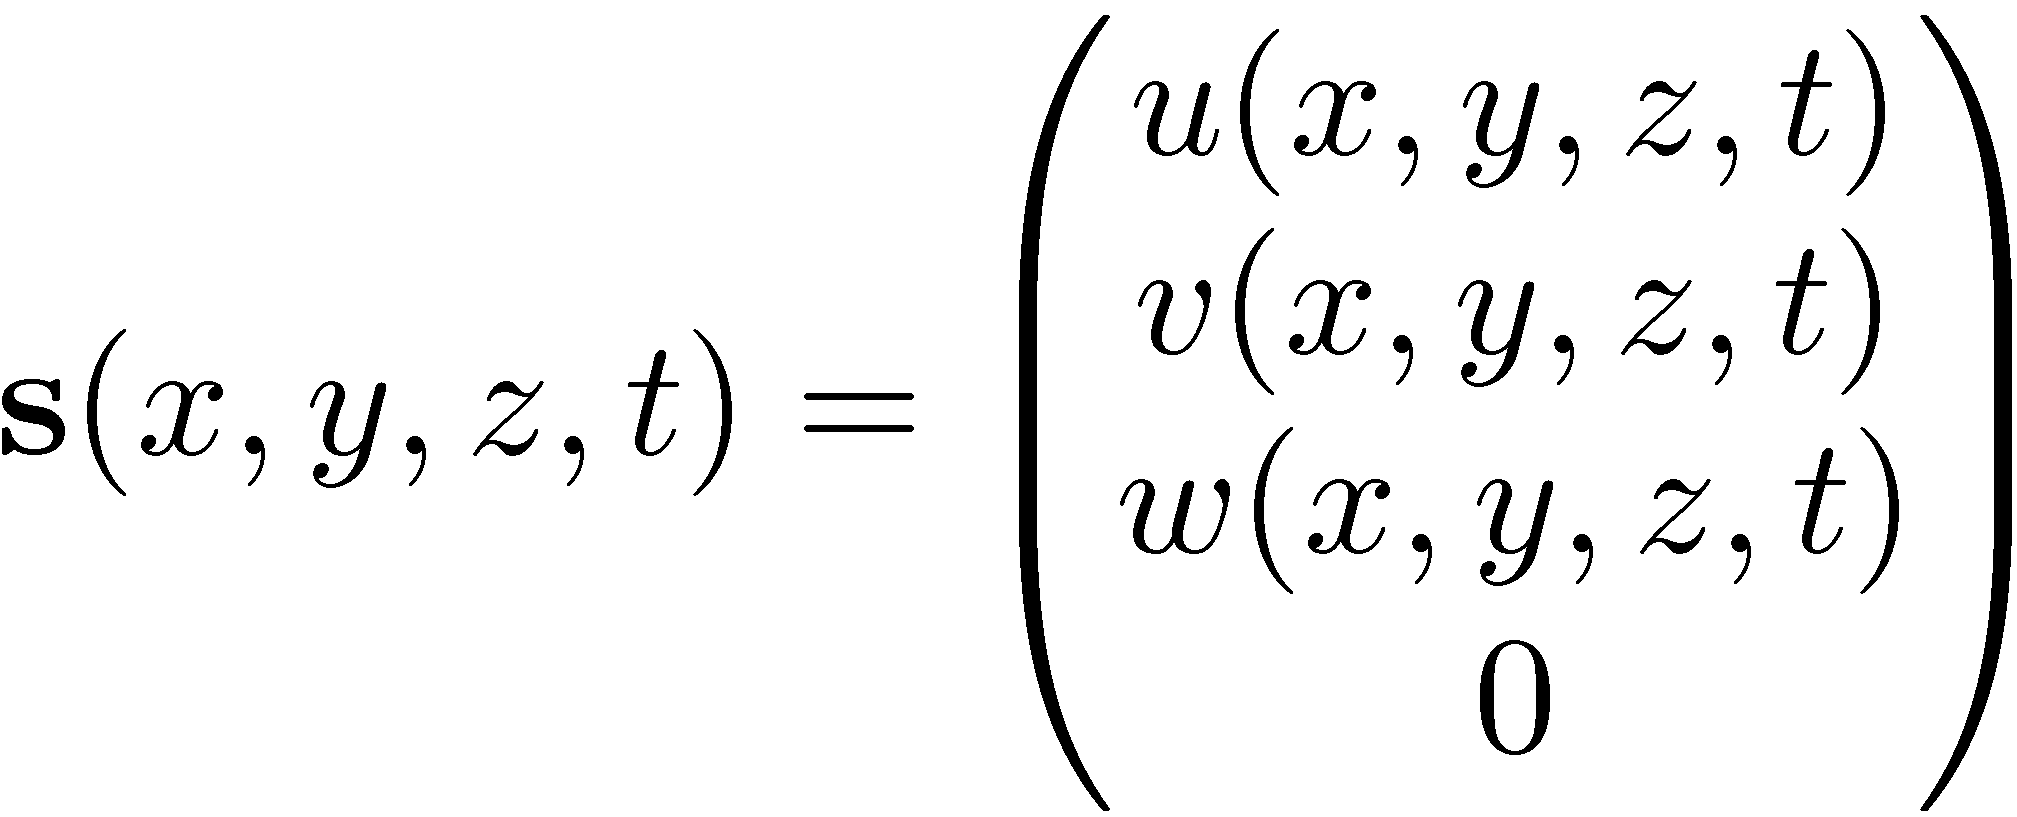 s(x, y, z, t) = 
u(x, y, z, t)
v(x, y, z, t)
w(x, y, z, t)
0